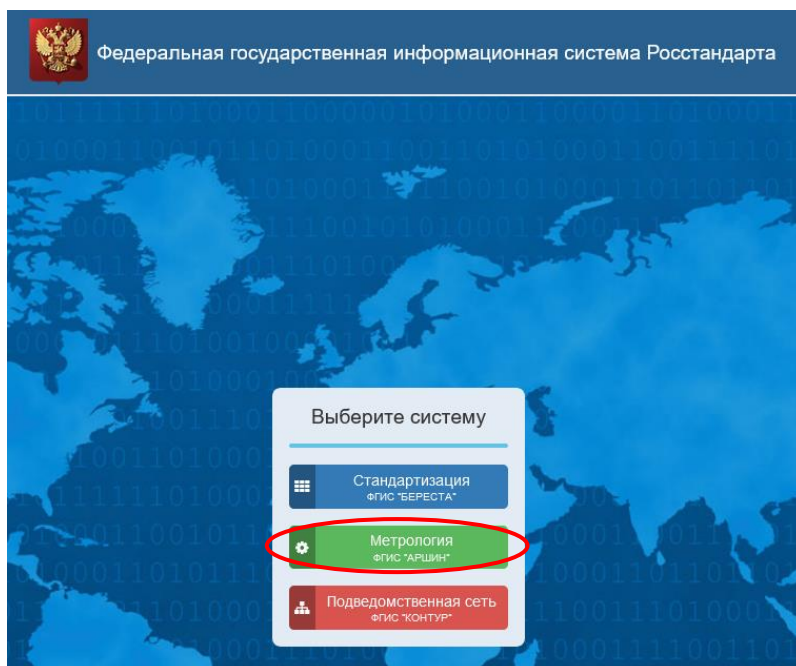 Федеральная государственная информационная система Росстандарта
Выберите систему
Стандартизация
ФГИС "БЕРЕСТА"
Метрология
ФГИС "АРШИН"
Подведомственная сеть
ФГИС "КОНТУР"